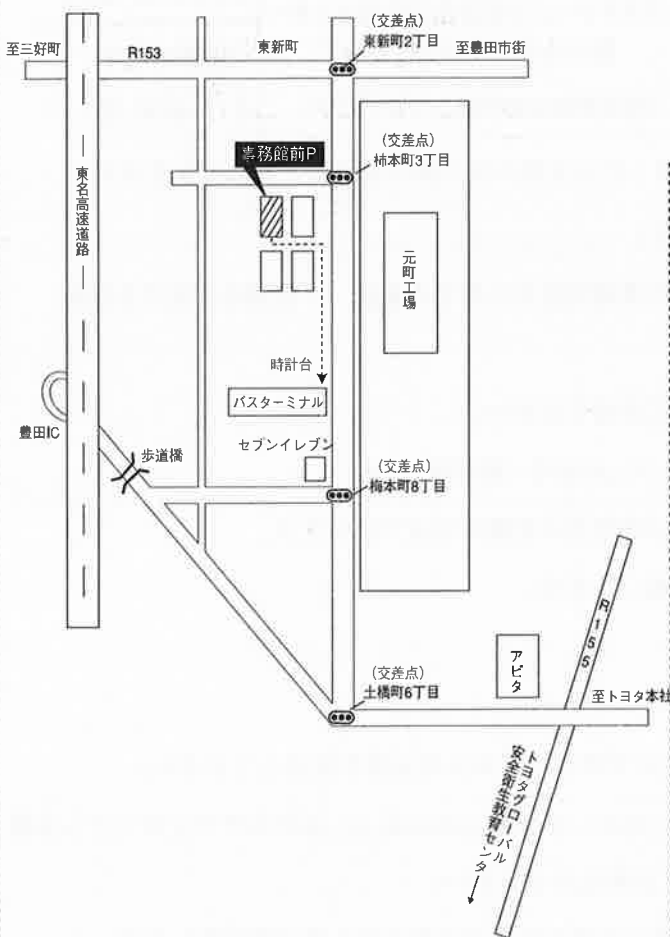 (交差点)
東新町2丁目
至三好町
R153
東新町
至豊田市街
事務館前P
(交差点)
柿本町3丁目
東名高速道路
元町工場
時計台
バスターミナル
豊田IC
セブンイレブン
歩道橋
(交差点)
梅本町8丁目
R155
アピタ
(交差点)
土橋町6丁目
至トヨタ本社
トヨタグローバル
安全衛生教育センター